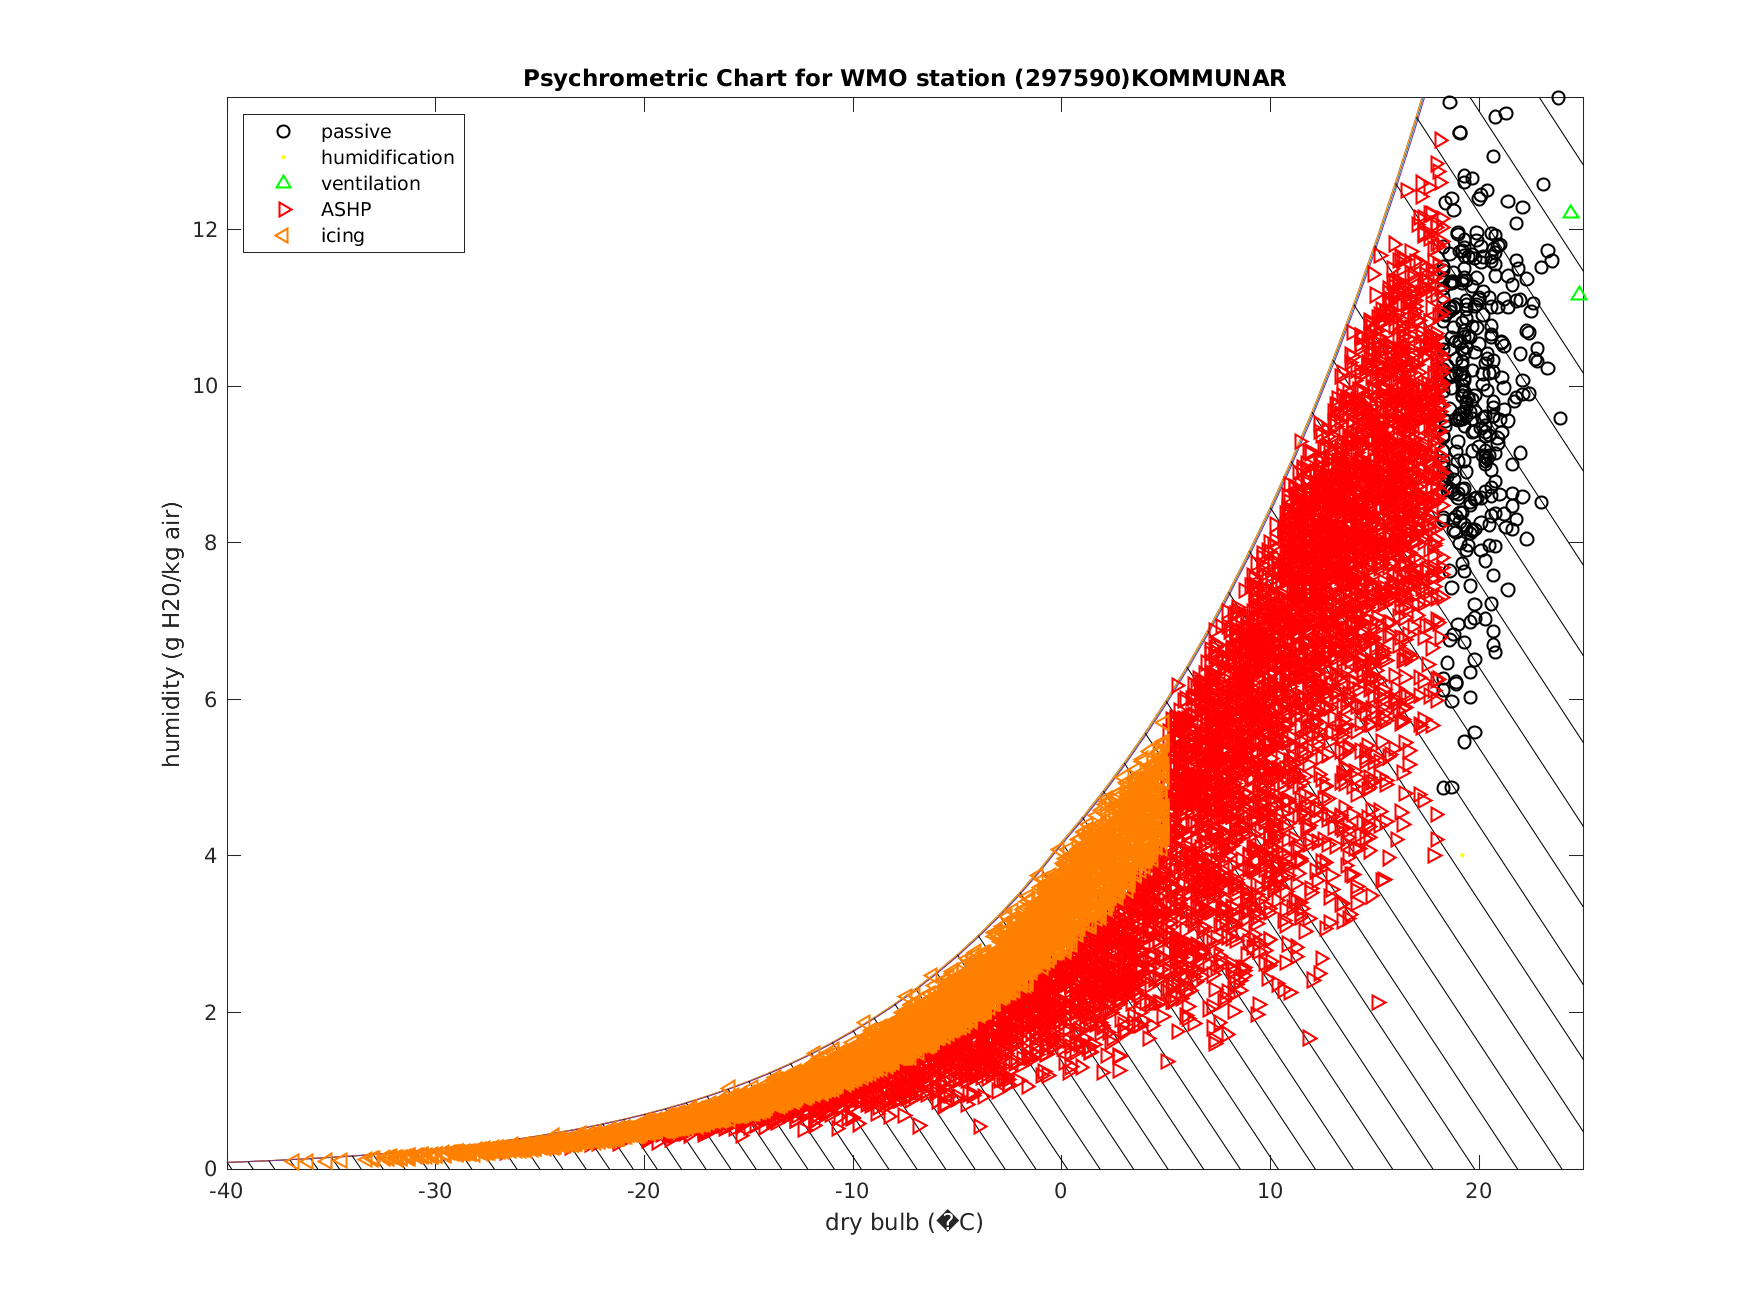 Psychrometric Chart for WMO station (297590)KOMMUNAR
passive
humidification
ventilation
ASHP
icing
humidity (g H20/kg air)
12
10
8
6
4
2
0
-40 -30 -20 -10 0 10 20
dry bulb (�C)